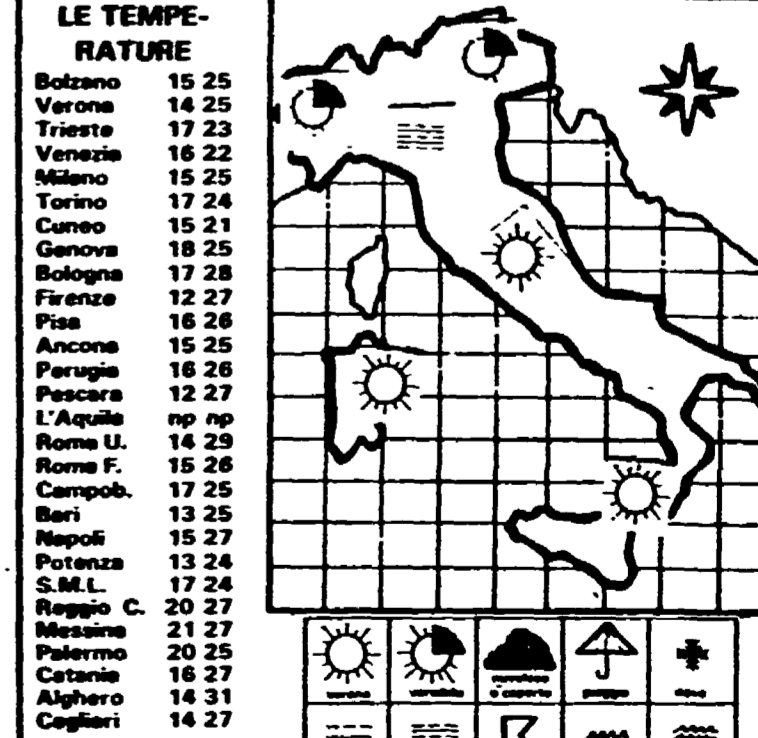 LE TEMPE-
RATURE
Bolzano 15 25
Verona 14 25
Trieste 17 23
Venezia 16 22
Milano 15 25
Torino 17 24
Cuneo 15 21
Genova 18 25
Bologna 17 28
Firenze 12 27
Pisa 16 26
Ancona 15 25
Perugia 16 26
Pescara 12 27
L'Aquila np np
Roma U. 14 29
Roma F. 15 26
Campob. 17 25
Bari 13 25
Napoli 15 27
Potenza 13 24
S.M.L. 17 24
Reggio C. 20 27
Messina 21 27
Palermo 20 25
Catania 16 27
Alghero 14 31
Cagliari 14 27
sereno variabile nuvoloso pioggia neve
o coperto